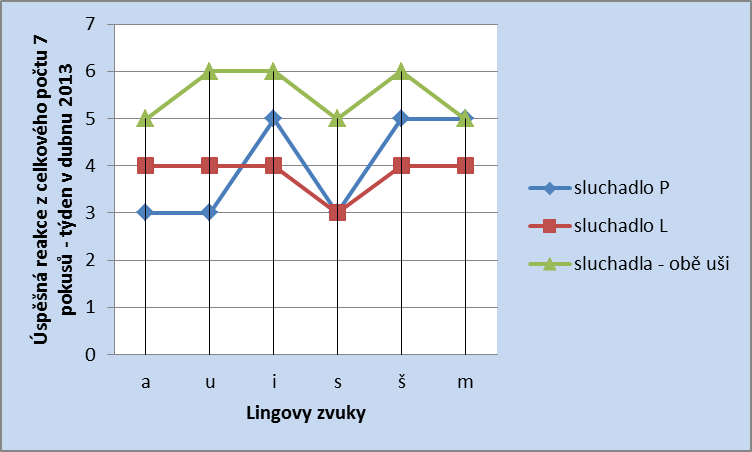 Úspěšná reakce z celkového počtu 7
pokusů - týden v dubnu 2013
7
6
5
4
3
2
1
0
a u i s š m
Lingovy zvuky
sluchadlo P
sluchadlo L
sluchadla - obě uši